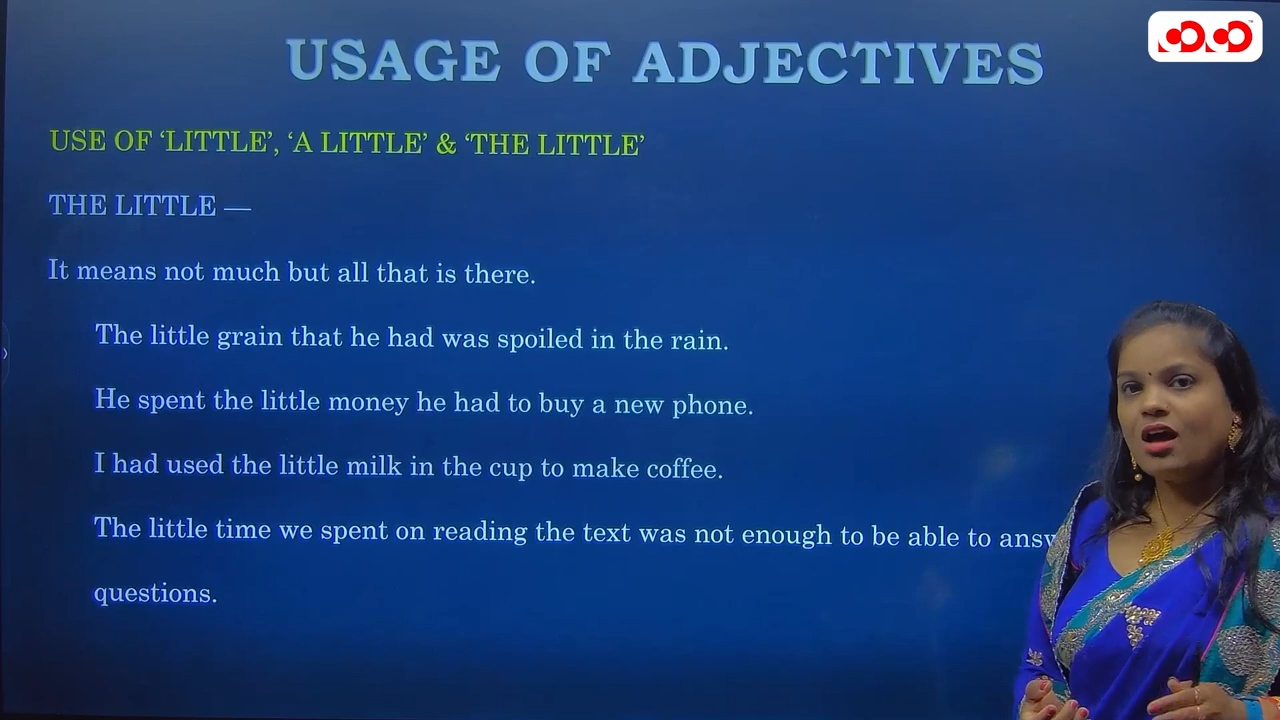 USAGE OF ADJECTIVES
USE OF ‘LITTLE’, ‘A LITTLE’ & ‘THE LITTLE’
THE LITTLE —
It means not much but all that is there.
The little grain that he had was spoiled in the rain.
He spent the little money he had to buy a new phone.
I had used the little milk in the cup to make coffee.
The little time we spent on reading the text was not enough to be able to
questions.